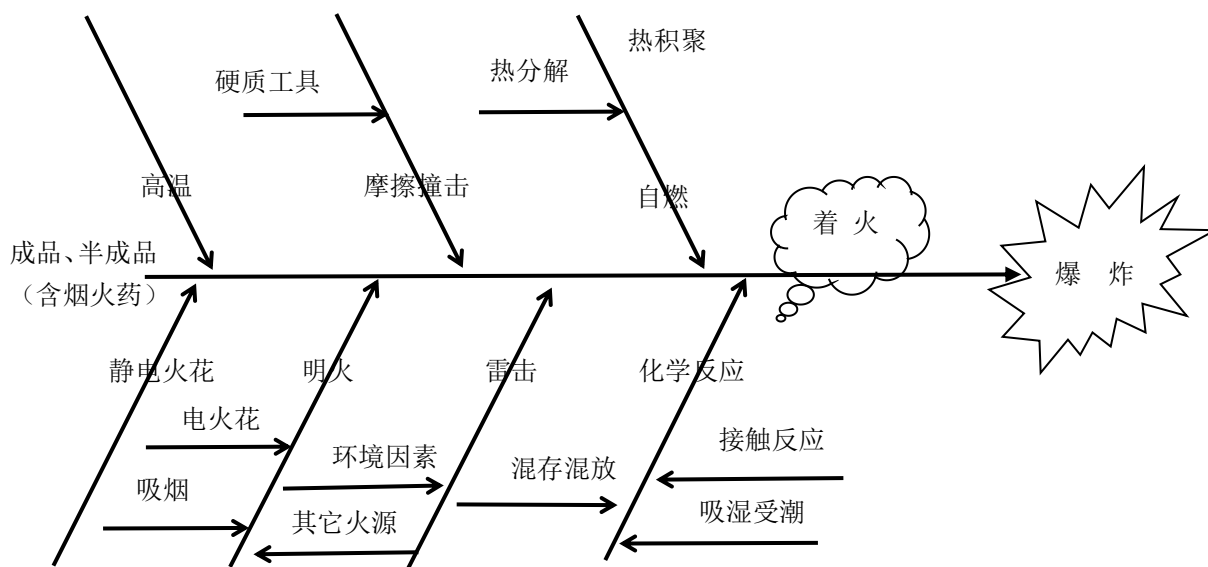 热积聚
热分解
硬质工具
高温
摩擦撞击
自燃
着 火
成品、半成品
（含烟火药）
爆 炸
静电火花
明火
雷击
化学反应
电火花
接触反应
环境因素
混存混放
吸烟
吸湿受潮
其它火源